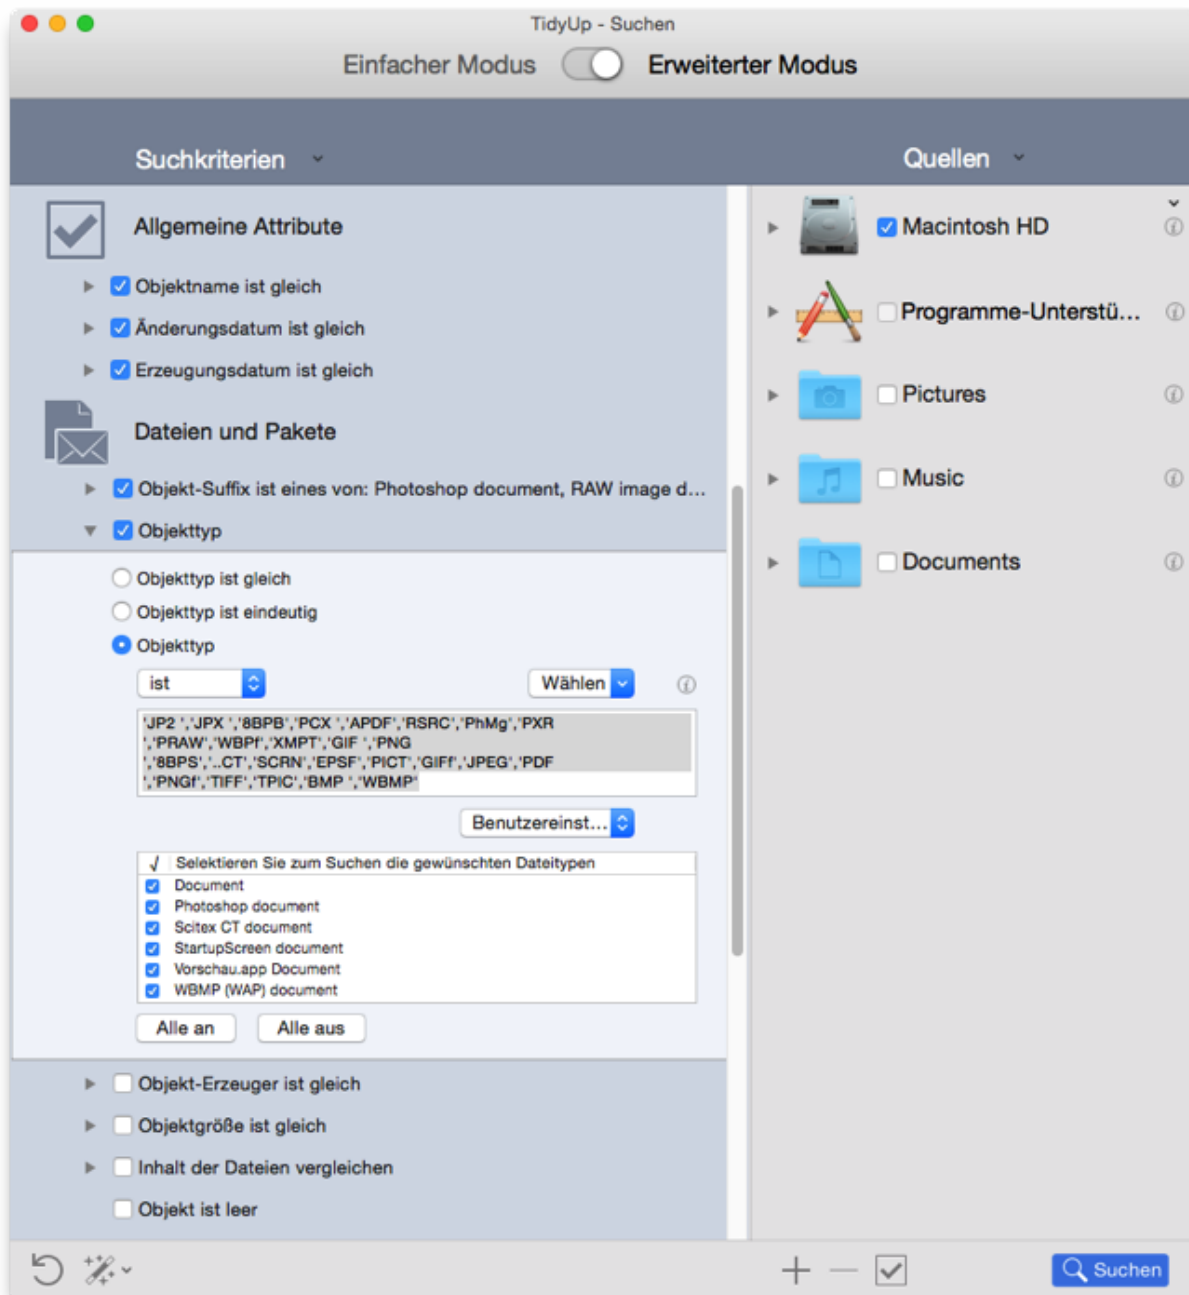 TidyUp - Suchen
Einfacher Modus Erweiterter Modus
Suchkriterien
Quellen
Allgemeine Attribute
Objektname ist gleich
Änderungsdatum ist gleich
Erzeugungsdatum ist gleich
Dateien und Pakete
Objekt-Suffix ist eines von: Photoshop document, RAW image d...
Objekttyp
Objekttyp ist gleich
Objekttyp ist eindeutig
Objekttyp
ist Wählen
'JP2 ','JPX ','8BPB','PCX ','APDF','RSRC','PhMg','PXR
','PRAW','WBPf','XMPT','GIF ','PNG
','8BPS','..CT','SCRN','EPSF','PICT','GIFf','JPEG','PDF
','PNGf','TIFF','TPIC','BMP ','WBMP'
Benutzereinst...
√ Selektieren Sie zum Suchen die gewünschten Dateitypen
Document
Photoshop document
Scitex CT document
StartupScreen document
Vorschau.app Document
WBMP (WAP) document
Alle an Alle aus
Objekt-Erzeuger ist gleich
Objektgröße ist gleich
Inhalt der Dateien vergleichen
Objekt ist leer
Macintosh HD
Programme-Unterstü...
Pictures
Music
Documents
Suchen